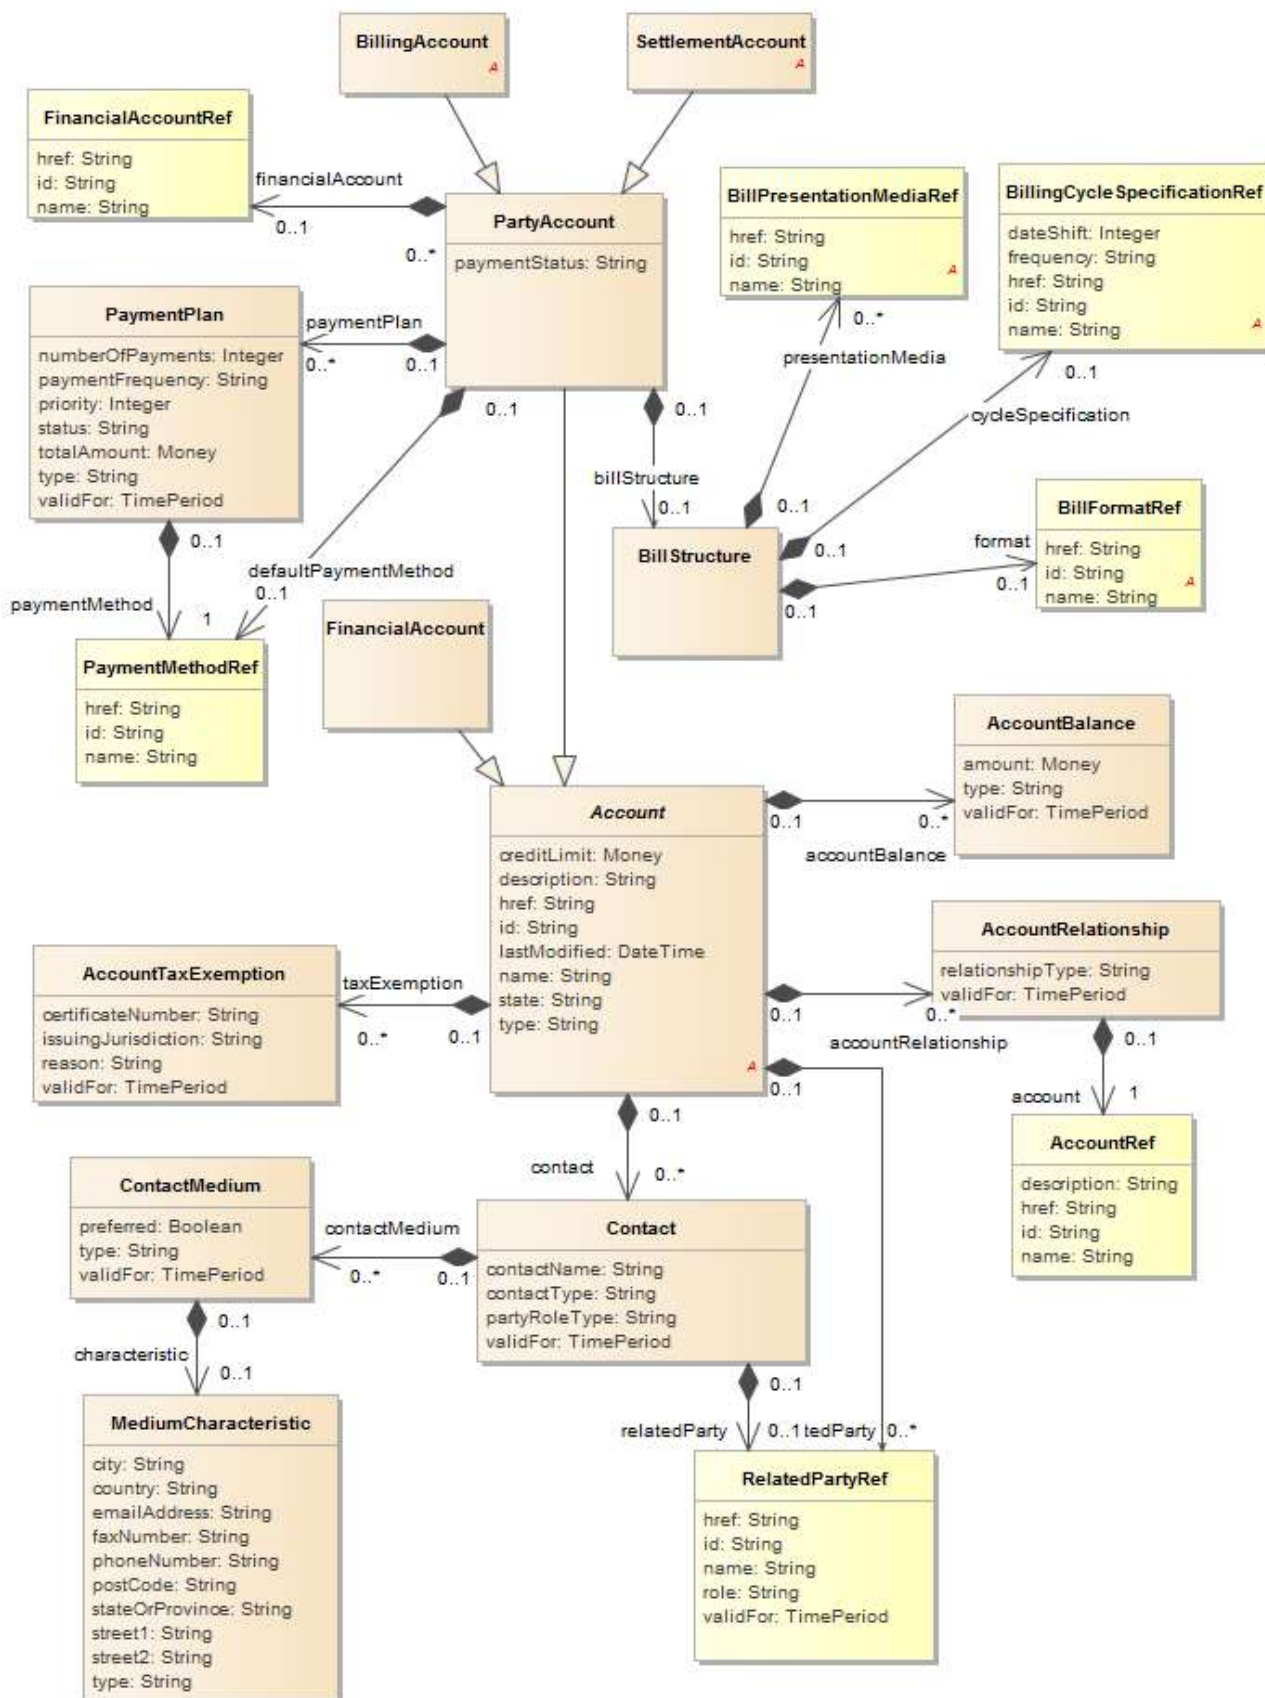 BillingAccount
A
SettlementAccount
A
FinancialAccountRef
href: String
id: String
name: String
financialAccount
0..1
0..*
PartyAccount
paymentStatus: String
BillPresentationMediaRef
href: String
id: String
name: String
A
BillingCycleSpecificationRef
dateShift: Integer
frequency: String
href: String
id: String
name: String
A
PaymentPlan
numberOfPayments: Integer
paymentFrequency: String
priority: Integer
status: String
totalAmount: Money
type: String
validFor: TimePeriod
paymentPlan
0..*
0..1
0..1
0..1
0..*
presentationMedia
0..1
cycleSpecification
billStructure
0..1
0..1
0..1
BillStructure
0..1
format
0..1
BillFormatRef
href: String
id: String
name: String
A
0..1
paymentMethod
1
defaultPaymentMethod
0..1
PaymentMethodRef
href: String
id: String
name: String
FinancialAccount
Account
creditLimit: Money
description: String
href: String
id: String
lastModified: DateTime
name: String
state: String
type: String
A
AccountBalance
amount: Money
type: String
validFor: TimePeriod
0..1
0..*
accountBalance
AccountRelationship
relationshipType: String
validFor: TimePeriod
0..1
0..*
accountRelationship
0..1
0..1
account
1
AccountRef
description: String
href: String
id: String
name: String
AccountTaxExemption
certificateNumber: String
issuingJurisdiction: String
reason: String
validFor: TimePeriod
taxExemption
0..*
0..1
0..1
contact
0..*
ContactMedium
preferred: Boolean
type: String
validFor: TimePeriod
contactMedium
0..*
0..1
Contact
contactName: String
contactType: String
partyRoleType: String
validFor: TimePeriod
0..1
characteristic
0..1
MediumCharacteristic
city: String
country: String
emailAddress: String
faxNumber: String
phoneNumber: String
postCode: String
stateOrProvince: String
street1: String
street2: String
type: String
0..1
relatedParty
0..1
tedParty
0..*
RelatedPartyRef
href: String
id: String
name: String
role: String
validFor: TimePeriod